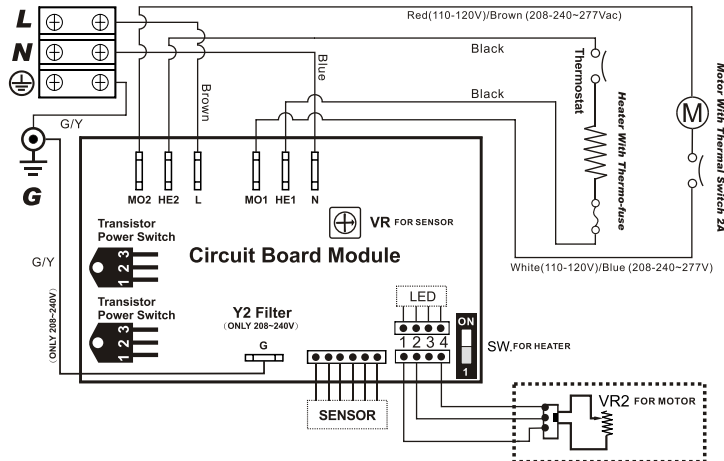 L
N
G/Y
G
Red(110-120V)/Brown (208-240~277Vac)
Black
Blue
Brown
Black
Thermostat
Heater With Thermo-fuse
Motor With Thermal Switch 2A
M
MO2 HE2 L MO1 HE1 N
VR FOR SENSOR
Transistor
Power Switch
1 2 3
Circuit Board Module
White(110-120V)/Blue (208-240~277V)
G/Y
(ONLY 208~240V)
Transistor
Power Switch
1 2 3
Y2 Filter
(ONLY 208~240V)
G
LED
1 2 3 4
ON
1
SW. FOR HEATER
SENSOR
VR2 FOR MOTOR